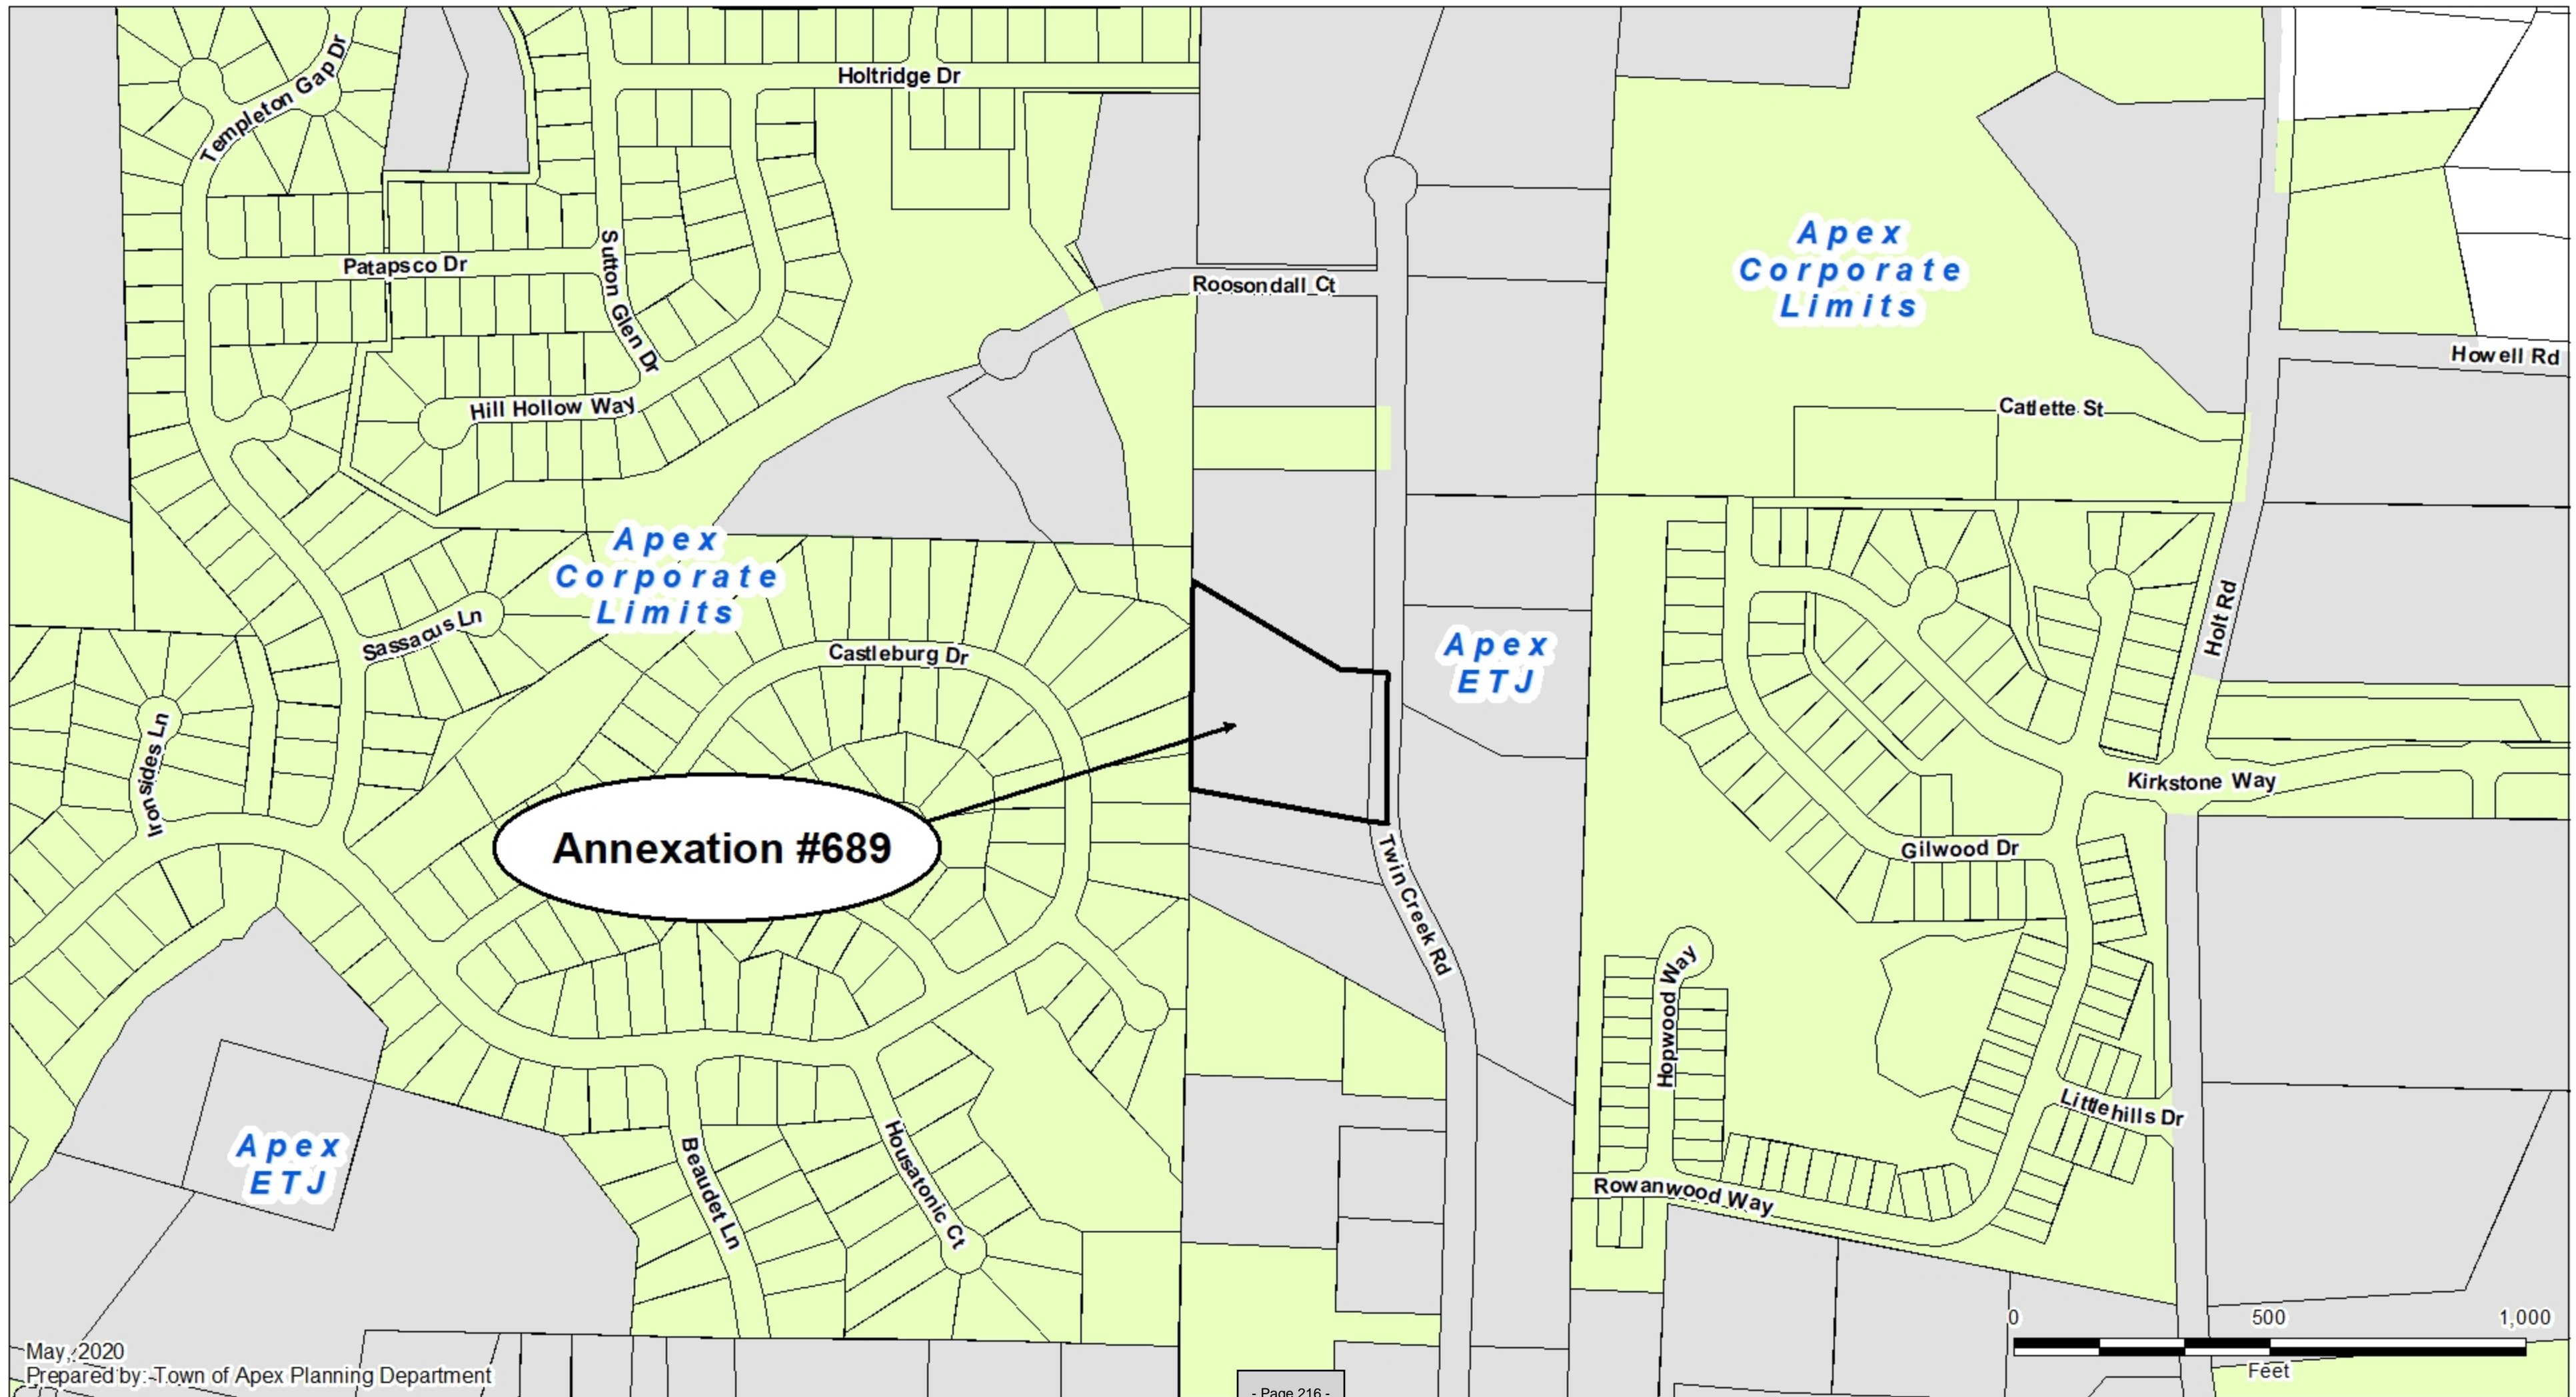 Templeton Gap Dr
Holtridge Dr
Patapsco Dr
Sutton Glen Dr
Roosondall Ct
Apex
Corporate
Limits
Howell Rd
Hill Hollow Way
Catlette St
Apex
Corporate
Limits
Sassacus Ln
Castleburg Dr
Apex
ETJ
Holt Rd
Ironsides Ln
Kirkstone Way
Annexation #689
Gilwood Dr
Twin Creek Rd
Hopwood Way
Littlehills Dr
Apex
ETJ
Beaudet Ln
Housatonic Ct
Rowanwood Way
0 500 1,000
Feet
May, 2020
Prepared by: Town of Apex Planning Department
- Page 216 -